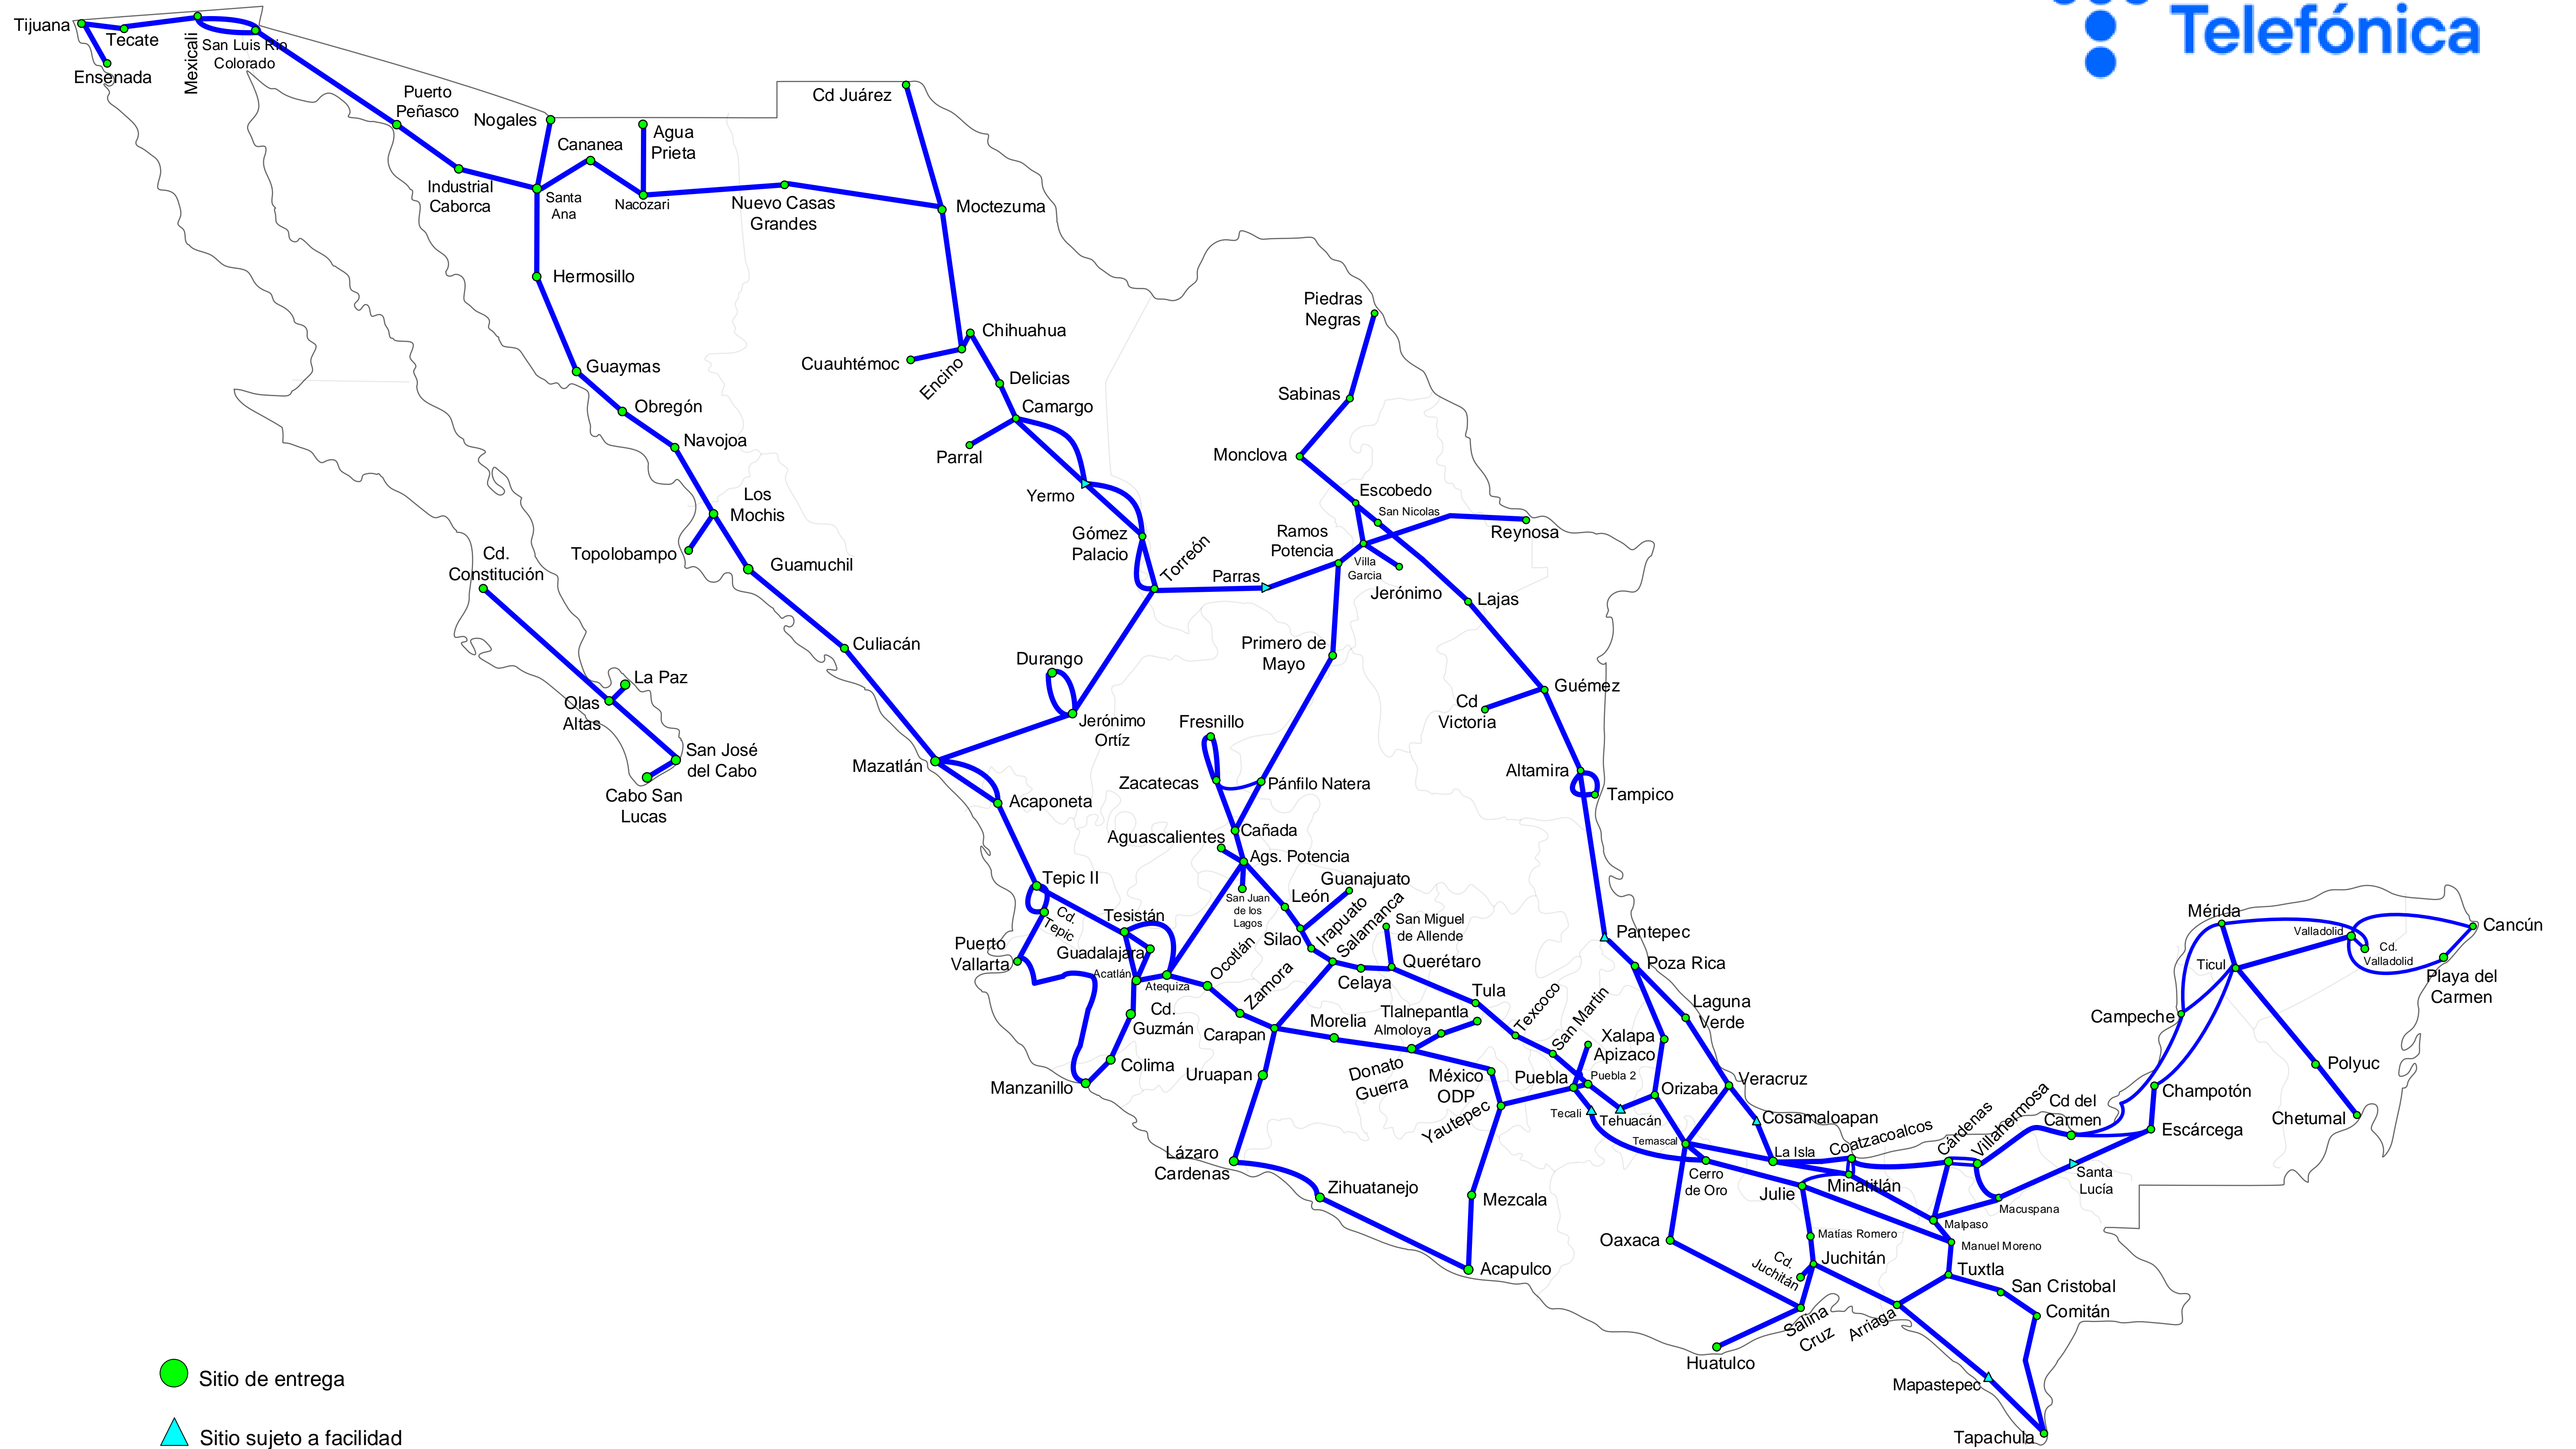 Telefónica
Tijuana
Tecate
Ensenada
Mexicali
San Luis Río
Colorado
Puerto
Peñasco
Nogales
Cananea
Agua
Prieta
Industrial
Caborca
Santa
Ana
Nacozari
Nuevo Casas
Grandes
Cd Juárez
Moctezuma
Hermosillo
Guaymas
Obregón
Navojoa
Los
Mochis
Topolobampo
Guamuchil
Culiacán
Mazatlán
Cd.
Constitución
La Paz
Olas
Altas
San José
del Cabo
Cabo San
Lucas
Chihuahua
Cuauhtémoc
Encino
Delicias
Camargo
Parral
Yermo
Gómez
Palacio
Torreón
Parras
Durango
Jerónimo
Ortíz
Piedras
Negras
Sabinas
Monclova
Escobedo
San Nicolas
Ramos
Potencia
Villa
Garcia
Reynosa
Jerónimo
Lajas
Primero de
Mayo
Cd
Victoria
Guémez
Altamira
Tampico
Fresnillo
Zacatecas
Pánfilo Natera
Cañada
Aguascalientes
Ags. Potencia
San Juan
de los
Lagos
León
Guanajuato
Silao
Irapuato
Salamanca
San Miguel
de Allende
Celaya
Querétaro
Acaponeta
Tepic II
Cd.
Tepic
Tesistán
Guadalajara
Puerto
Vallarta
Acatlán
Atequiza
Ocotlán
Zamora
Cd.
Guzmán
Colima
Manzanillo
Carapan
Morelia
Uruapan
Lázaro
Cardenas
Zihuatanejo
Acapulco
Mezcala
Donato
Guerra
Almoloya
Tlalnepantla
Tula
Texcoco
San Martin
México
ODP
Yautepec
Puebla
Puebla 2
Apizaco
Xalapa
Tecali
Tehuacán
Orizaba
Pantepec
Poza Rica
Laguna
Verde
Veracruz
Cosamaloapan
Temascal
Cerro
de Oro
La Isla
Coatzacoalcos
Minatitlán
Julie
Cárdenas
Villahermosa
Cd del
Carmen
Macuspana
Malpaso
Manuel Moreno
Santa
Lucía
Escárcega
Champotón
Campeche
Mérida
Ticul
Valladolid
Cd.
Valladolid
Cancún
Playa del
Carmen
Polyuc
Chetumal
Oaxaca
Matías Romero
Juchitán
Cd.
Juchitán
Salina
Cruz
Huatulco
Arriaga
Tuxtla
San Cristobal
Comitán
Mapastepec
Tapachula
Sitio de entrega
Sitio sujeto a facilidad